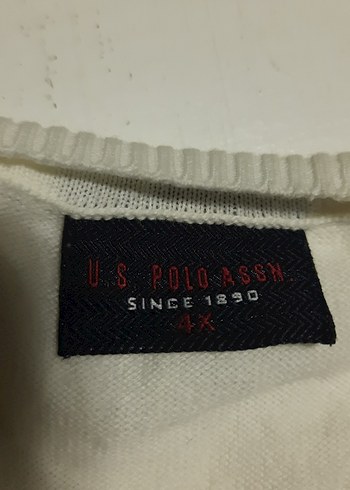 U.S. POLO ASSN.
SINCE 1890
4X